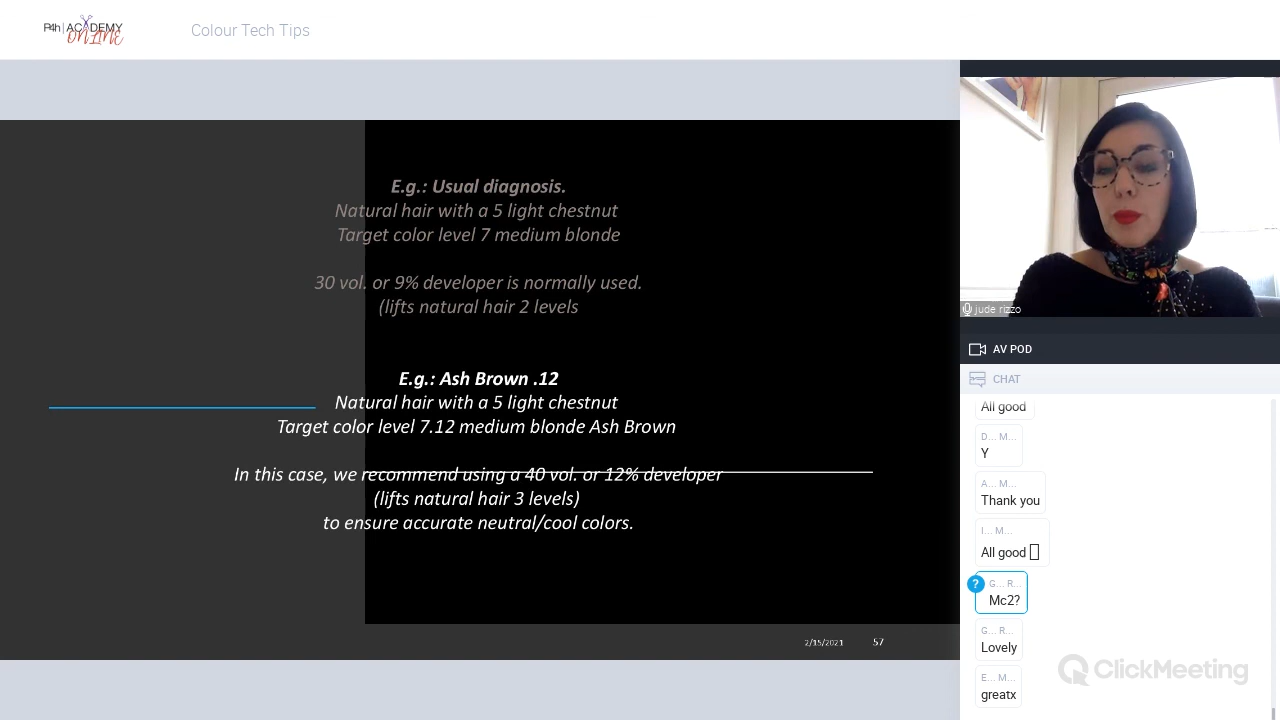 P4h | ACADEMY
ONLINE
Colour Tech Tips
E.g.: Usual diagnosis.
Natural hair with a 5 light chestnut
Target color level 7 medium blonde
30 vol. or 9% developer is normally used.
(lifts natural hair 2 levels
E.g.: Ash Brown .12
Natural hair with a 5 light chestnut
Target color level 7.12 medium blonde Ash Brown
In this case, we recommend using a 40 vol. or 12% developer
(lifts natural hair 3 levels)
to ensure accurate neutral/cool colors.
2/15/2021
57
jude rizzo
AV POD
CHAT
All good
D... M...
Y
A... M...
Thank you
I... M...
All good
?
G... R...
Mc2?
G... R...
Lovely
E... M...
greatx
ClickMeeting